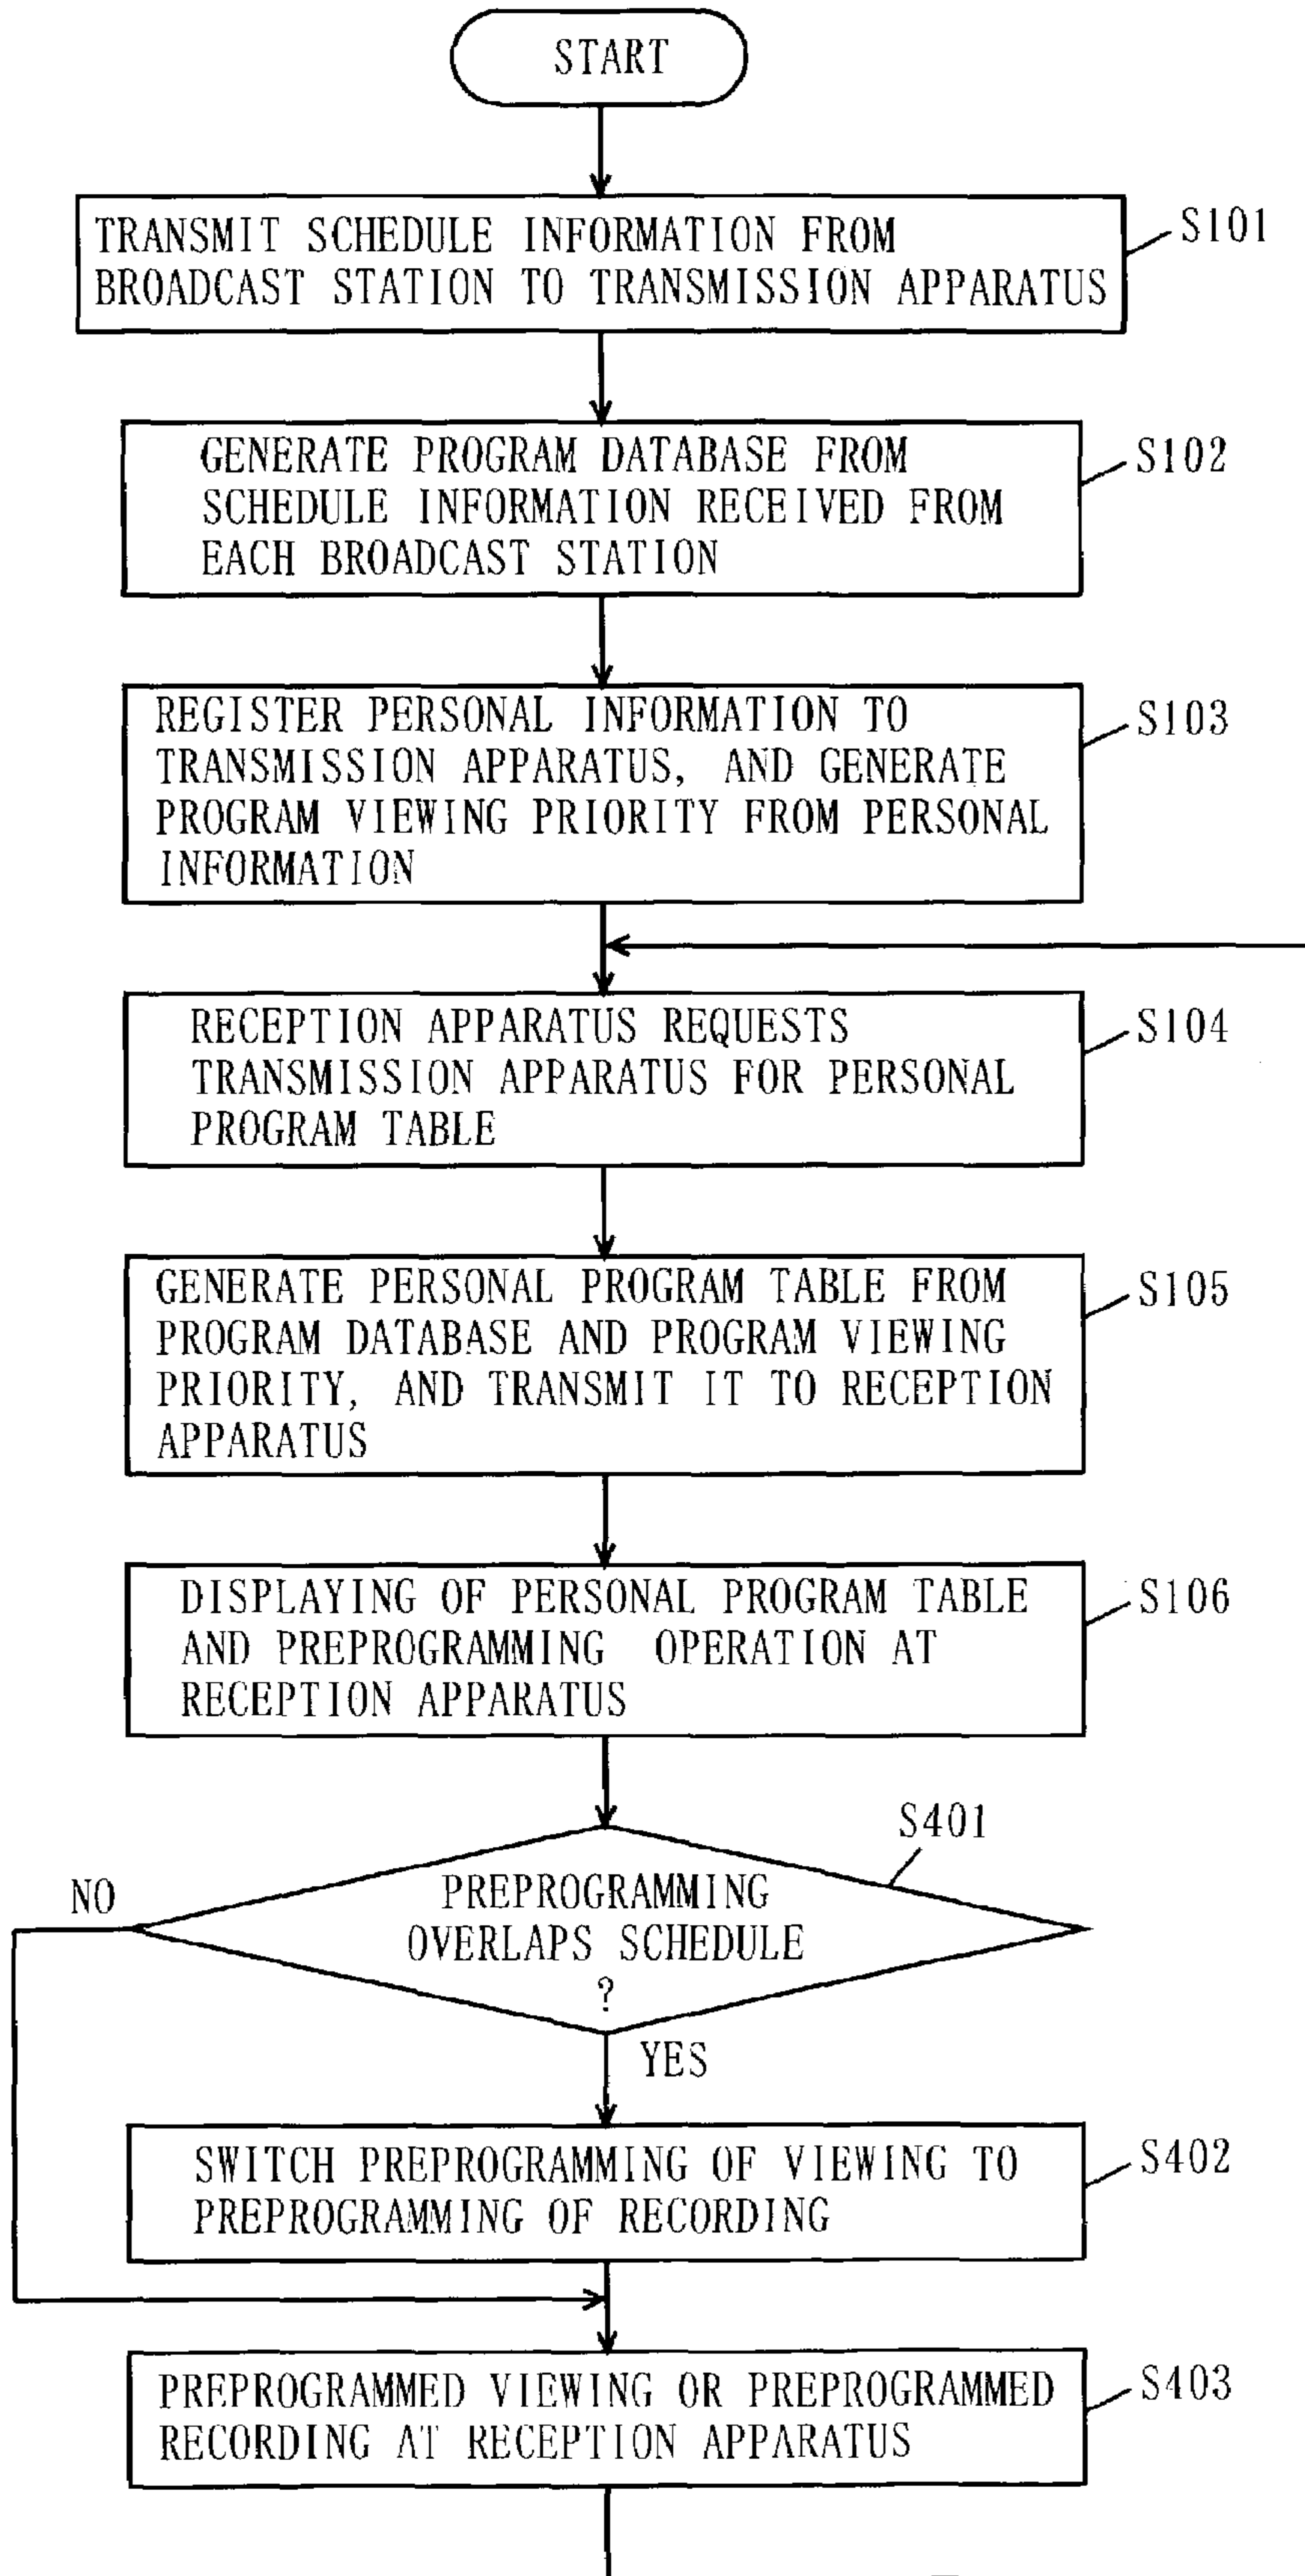 START
TRANSMIT SCHEDULE INFORMATION FROM
BROADCAST STATION TO TRANSMISSION APPARATUS
S101
GENERATE PROGRAM DATABASE FROM
SCHEDULE INFORMATION RECEIVED FROM
EACH BROADCAST STATION
S102
REGISTER PERSONAL INFORMATION TO
TRANSMISSION APPARATUS, AND GENERATE
PROGRAM VIEWING PRIORITY FROM PERSONAL
INFORMATION
S103
RECEPTION APPARATUS REQUESTS
TRANSMISSION APPARATUS FOR PERSONAL
PROGRAM TABLE
S104
GENERATE PERSONAL PROGRAM TABLE FROM
PROGRAM DATABASE AND PROGRAM VIEWING
PRIORITY, AND TRANSMIT IT TO RECEPTION
APPARATUS
S105
DISPLAYING OF PERSONAL PROGRAM TABLE
AND PREPROGRAMMING OPERATION AT
RECEPTION APPARATUS
S106
S401
NO
PREPROGRAMMING
OVERLAPS SCHEDULE
?
YES
SWITCH PREPROGRAMMING OF VIEWING TO
PREPROGRAMMING OF RECORDING
S402
PREPROGRAMMED VIEWING OR PREPROGRAMMED
RECORDING AT RECEPTION APPARATUS
S403